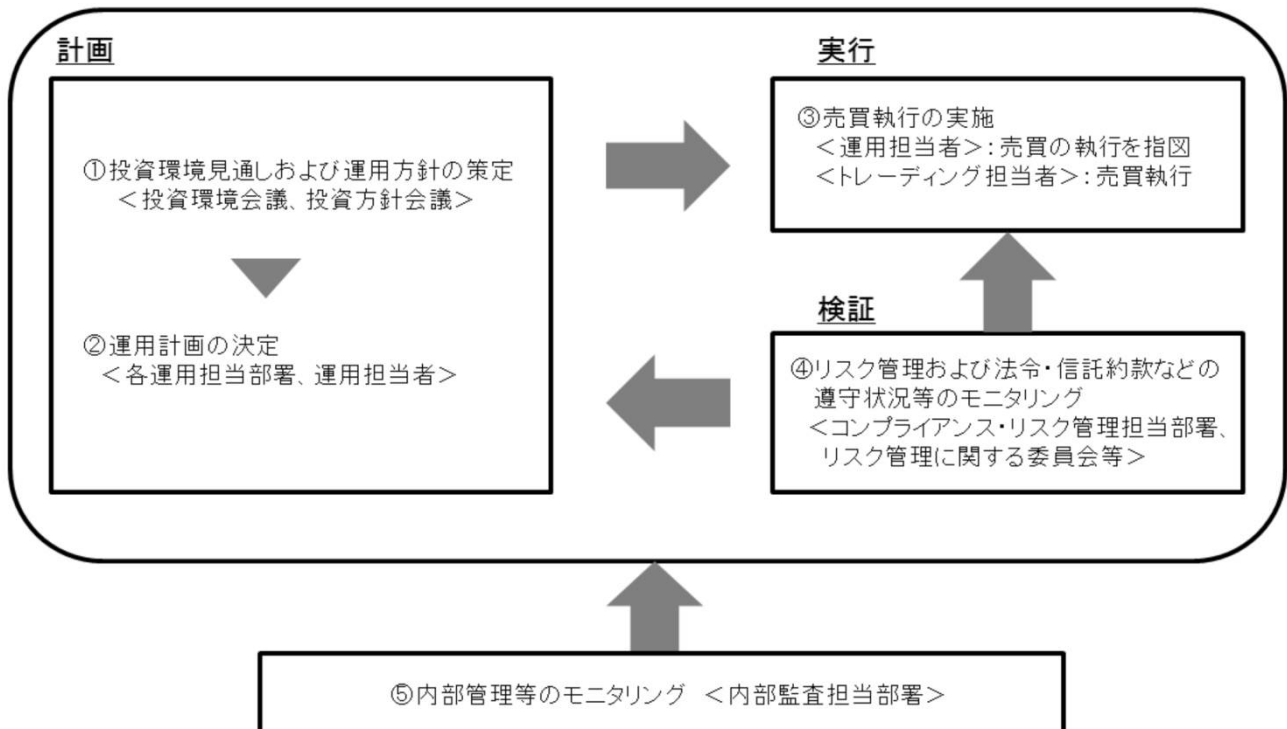 計画
①投資環境見通しおよび運用方針の策定
＜投資環境会議、投資方針会議＞
②運用計画の決定
＜各運用担当部署、運用担当者＞
実行
③売買執行の実施
＜運用担当者＞：売買の執行を指図
＜トレーディング担当者＞：売買執行
検証
④リスク管理および法令・信託約款などの
遵守状況等のモニタリング
＜コンプライアンス・リスク管理担当部署、
リスク管理に関する委員会等＞
⑤内部管理等のモニタリング ＜内部監査担当部署＞